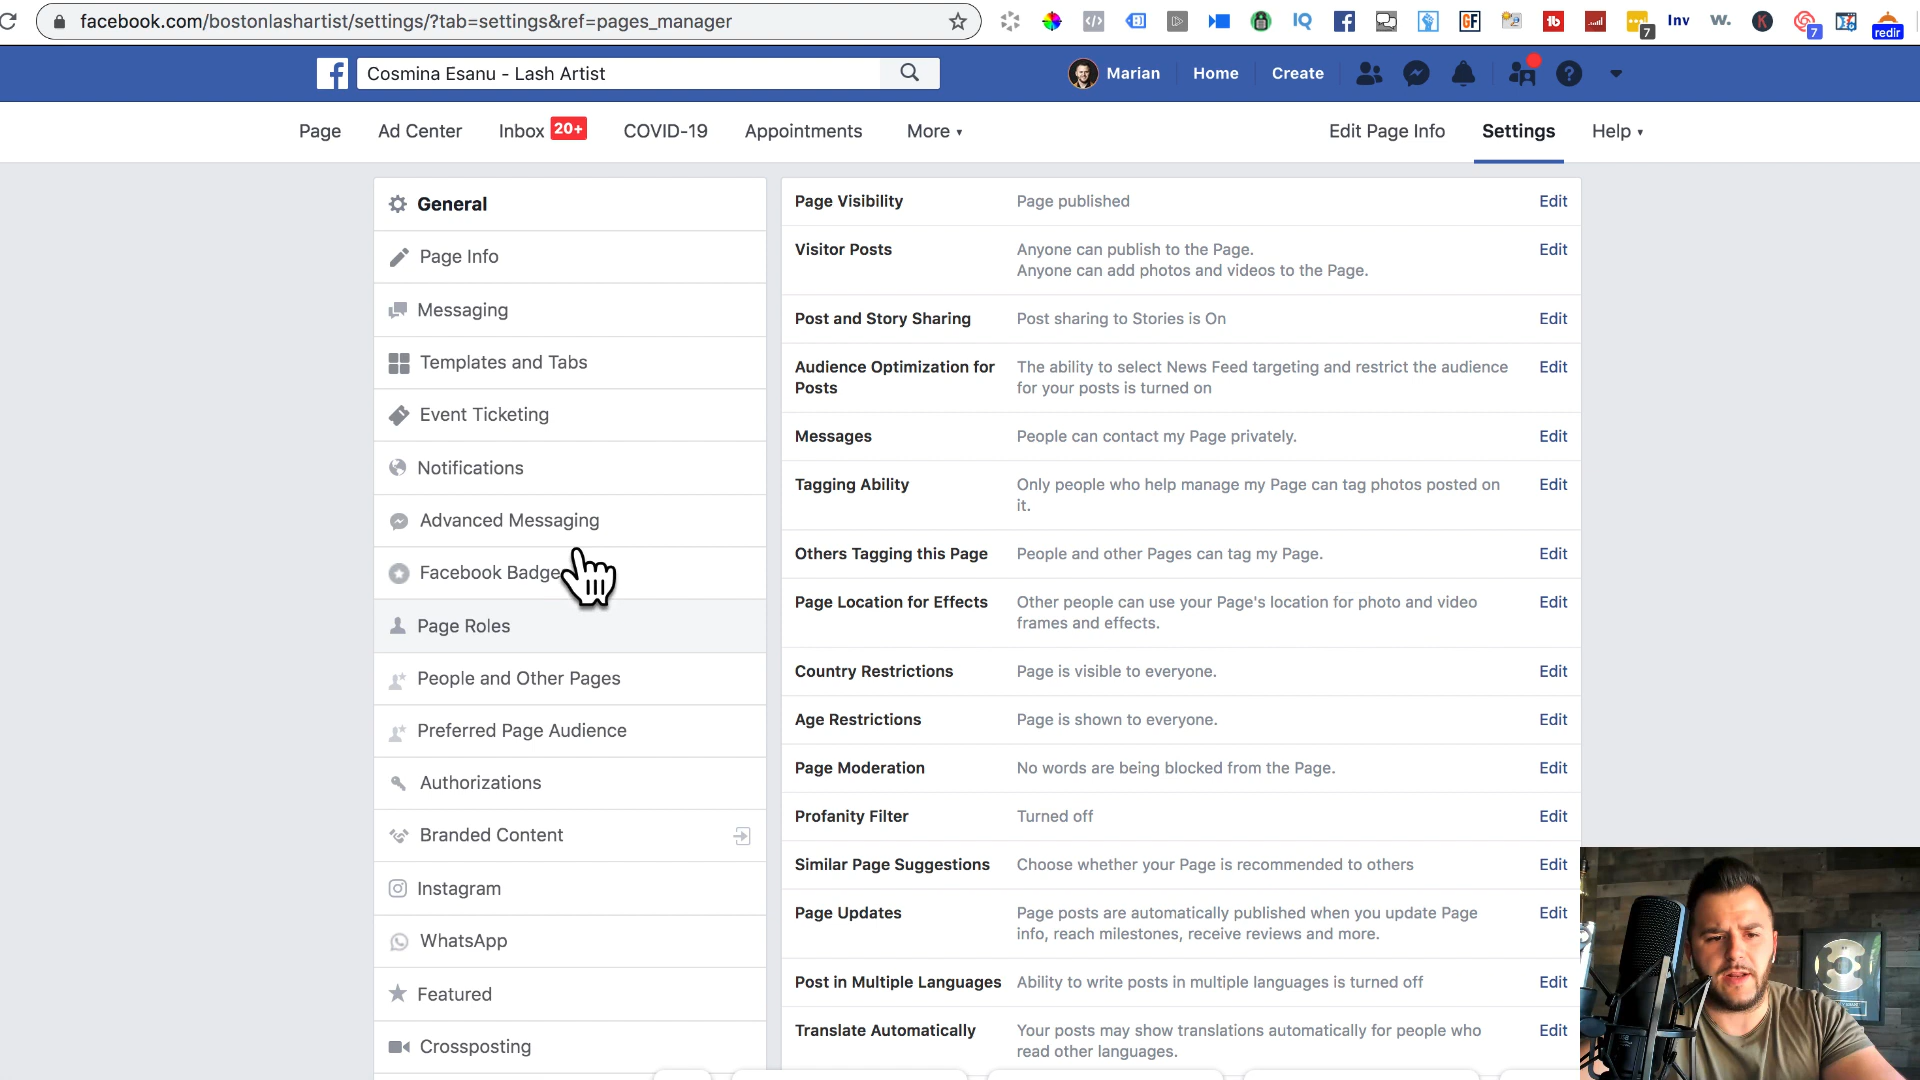 facebook.com/bostonlashartist/settings/?tab=settings&ref=pages_manager
IQ
GF
7
Inv
w.
K
7
redir
Cosmina Esanu - Lash Artist
Marian
Home
Create
Page
Ad Center
Inbox 20+
COVID-19
Appointments
More
Edit Page Info
Settings
Help
General
Page Info
Messaging
Templates and Tabs
Event Ticketing
Notifications
Advanced Messaging
Facebook Badge
Page Roles
People and Other Pages
Preferred Page Audience
Authorizations
Branded Content
Instagram
WhatsApp
Featured
Crossposting
Page Visibility Page published Edit
Visitor Posts Anyone can publish to the Page. Edit
Anyone can add photos and videos to the Page.
Post and Story Sharing Post sharing to Stories is On Edit
Audience Optimization for The ability to select News Feed targeting and restrict the audience Edit
Posts for your posts is turned on
Messages People can contact my Page privately. Edit
Tagging Ability Only people who help manage my Page can tag photos posted on Edit
it.
Others Tagging this Page People and other Pages can tag my Page. Edit
Page Location for Effects Other people can use your Page's location for photo and video Edit
frames and effects.
Country Restrictions Page is visible to everyone. Edit
Age Restrictions Page is shown to everyone. Edit
Page Moderation No words are being blocked from the Page. Edit
Profanity Filter Turned off Edit
Similar Page Suggestions Choose whether your Page is recommended to others Edit
Page Updates Page posts are automatically published when you update Page Edit
info, reach milestones, receive reviews and more.
Post in Multiple Languages Ability to write posts in multiple languages is turned off Edit
Translate Automatically Your posts may show translations automatically for people who Edit
read other languages.